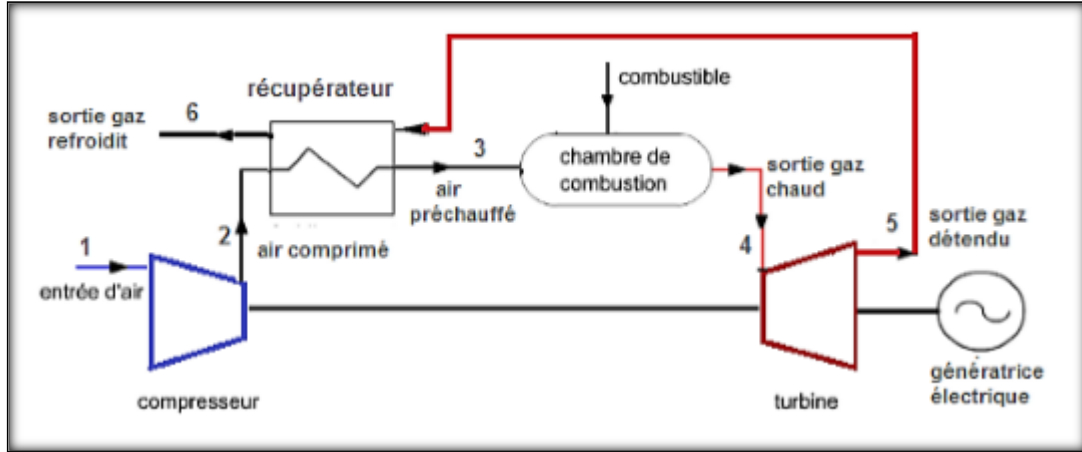 récupérateur
combustible
sortie gaz
refroidit
6
3
chambre de
combustion
sortie gaz
chaud
air
préchauffé
2
air comprimé
1
entrée d'air
4
5
sortie gaz
détendu
compresseur
turbine
génératrice
électrique